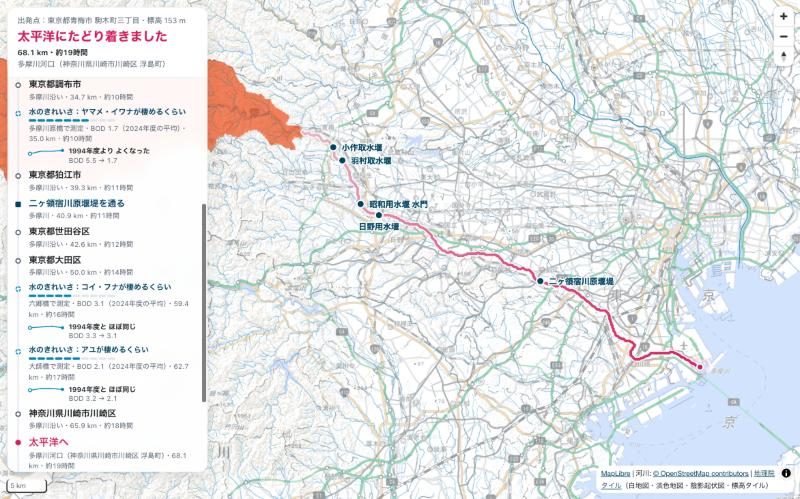 出発点：東京都青梅市 駒木町三丁目・標高 153 m
太平洋にたどり着きました
68.1 km・約19時間
多摩川河口（神奈川県川崎市川崎区 浮島町）
東京都調布市
多摩川沿い・34.7 km・約10時間
水のきれいさ：ヤマメ・イワナが棲めるくらい
多摩川原橋で測定・BOD 1.7（2024年度の平均）・
35.0 km・約10時間
1994年度より よくなった
BOD 5.5 → 1.7
東京都狛江市
多摩川沿い・39.3 km・約11時間
二ヶ領宿川原堰堤を通る
多摩川・40.9 km・約11時間
東京都世田谷区
多摩川沿い・42.6 km・約12時間
東京都大田区
多摩川沿い・50.0 km・約14時間
水のきれいさ：コイ・フナが棲めるくらい
六郷橋で測定・BOD 3.1（2024年度の平均）・59.4
km・約16時間
1994年度と ほぼ同じ
BOD 3.3 → 3.1
水のきれいさ：アユが棲めるくらい
大師橋で測定・BOD 2.1（2024年度の平均）・62.7
km・約17時間
1994年度と ほぼ同じ
BOD 3.2 → 2.1
神奈川県川崎市川崎区
多摩川沿い・65.9 km・約18時間
太平洋へ
多摩川河口（神奈川県川崎市川崎区 浮島町）・68.1
km・約19時間
5 km
小作取水堰
羽村取水堰
昭和用水堰 水門
日野用水堰
二ヶ領宿川原堰堤
東
京
京
川
MapLibre | 河川: © OpenStreetMap contributors | 地理院
タイル（白地図・淡色地図・陰影起伏図・標高タイル）